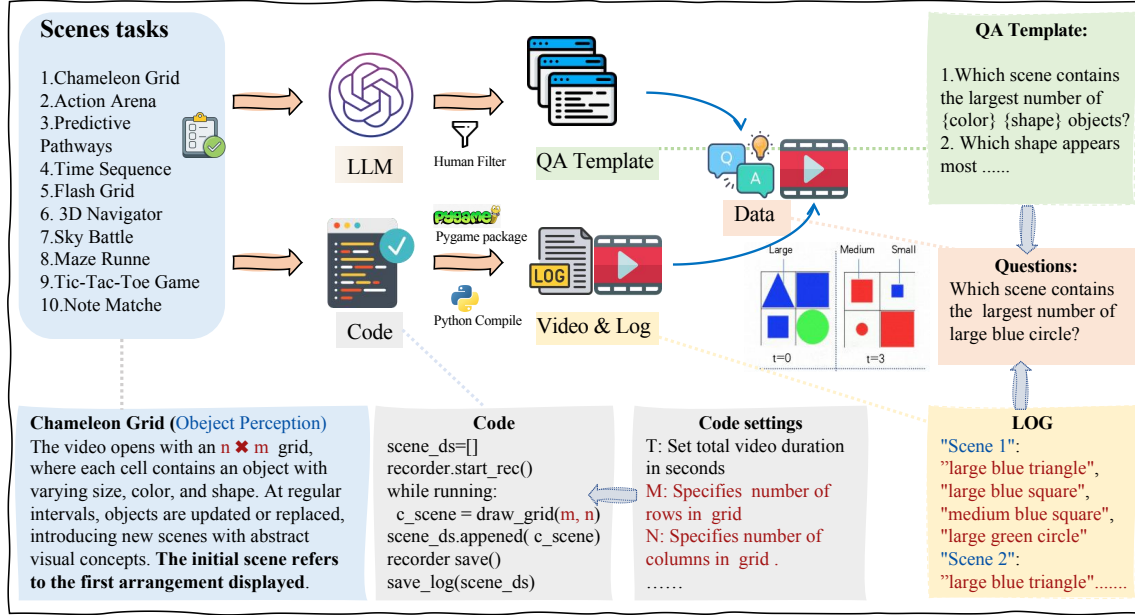 Scenes tasks
1.Chameleon Grid
2.Action Arena
3.Predictive
Pathways
4.Time Sequence
5.Flash Grid
6. 3D Navigator
7.Sky Battle
8.Maze Runne
9.Tic-Tac-Toe Game
10.Note Matche
LLM
Human Filter
QA Template
Code
Pygame
Pygame package
Python Compile
LOG
Video & Log
Q
A
Data
QA Template:
1.Which scene contains
the largest number of
{color} {shape} objects?
2. Which shape appears
most ......
Large
Medium
Small
t=0
t=3
Questions:
Which scene contains
the largest number of
large blue circle?
Chameleon Grid (Obeject Perception)
The video opens with an n ✖ m grid,
where each cell contains an object with
varying size, color, and shape. At regular
intervals, objects are updated or replaced,
introducing new scenes with abstract
visual concepts. The initial scene refers
to the first arrangement displayed.
Code
scene_ds=[]
recorder.start_rec()
while running:
c_scene = draw_grid(m, n)
scene_ds.appened( c_scene)
recorder save()
save_log(scene_ds)
Code settings
T: Set total video duration
in seconds
M: Specifies number of
rows in grid
N: Specifies number of
columns in grid .
......
LOG
"Scene 1":
”large blue triangle",
"large blue square",
"medium blue square",
"large green circle"
"Scene 2":
”large blue triangle".......